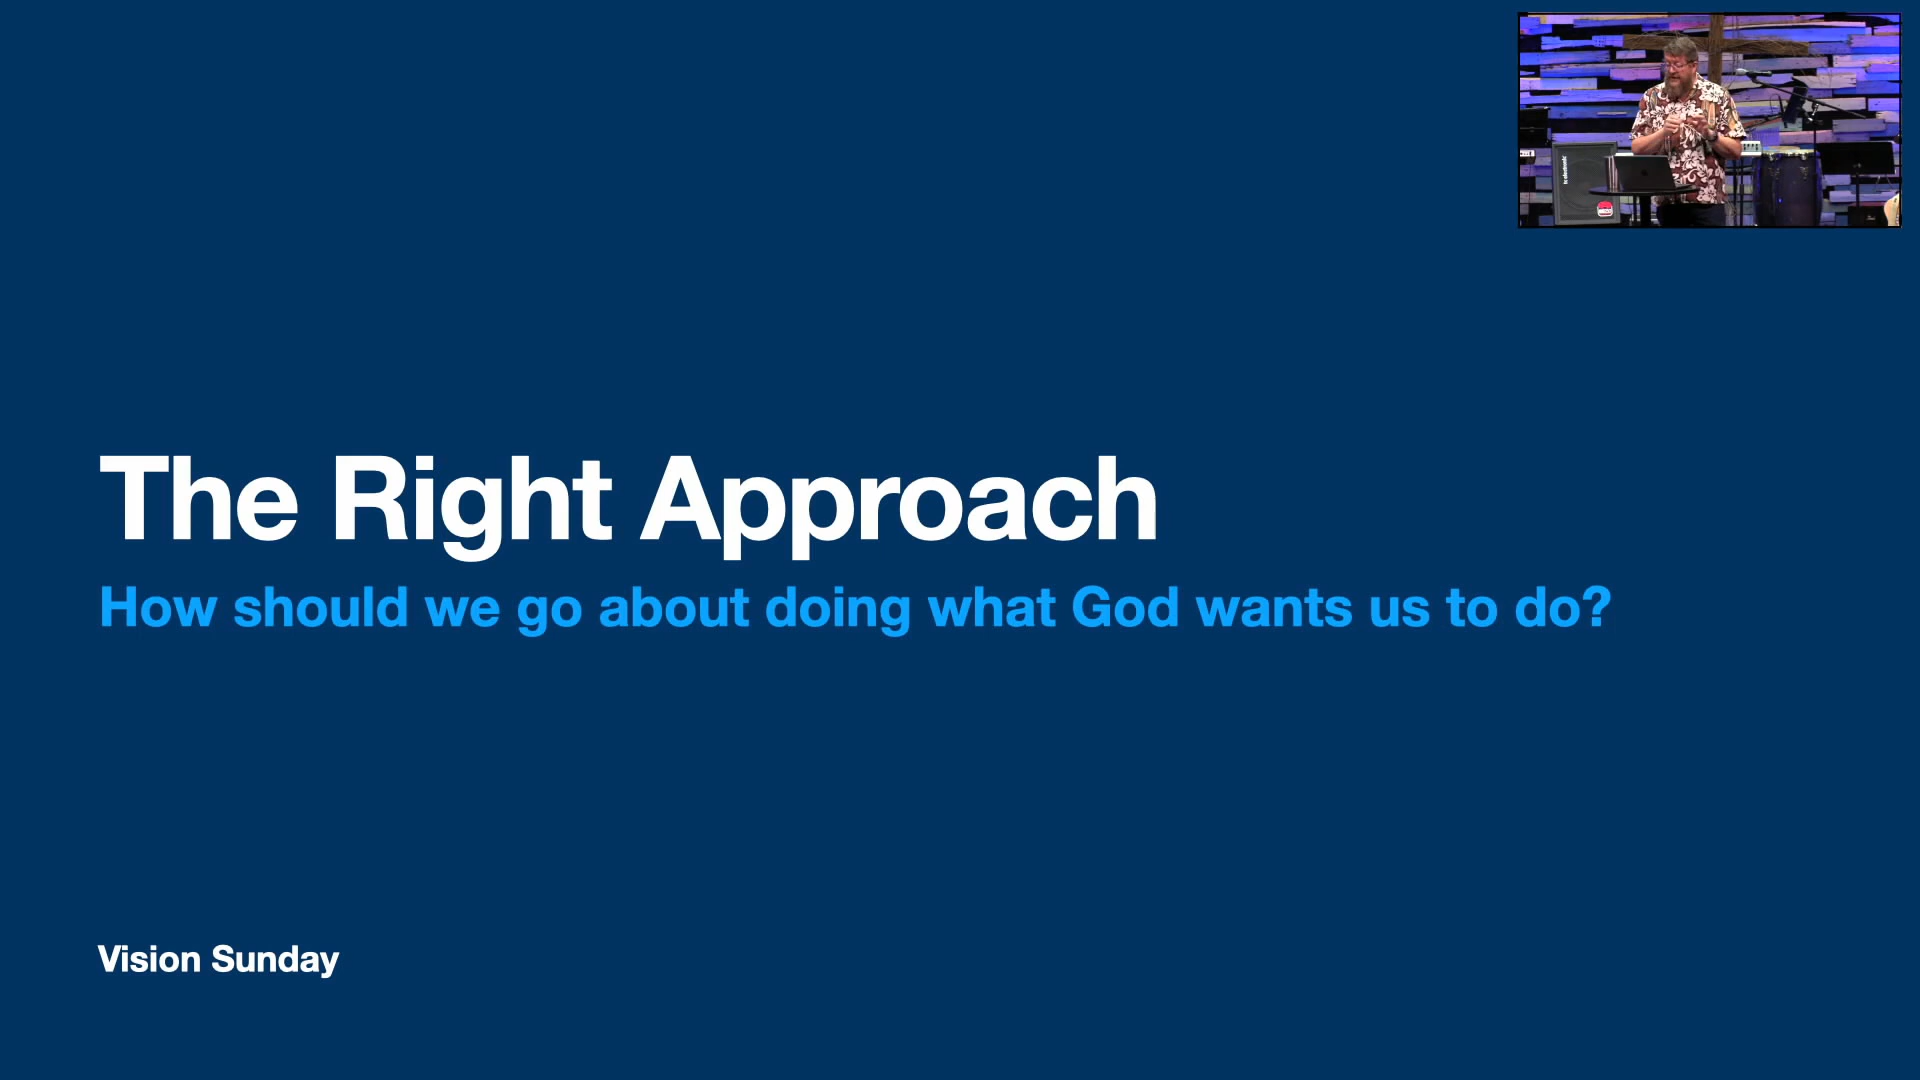 The Right Approach
How should we go about doing what God wants us to do?
Vision Sunday